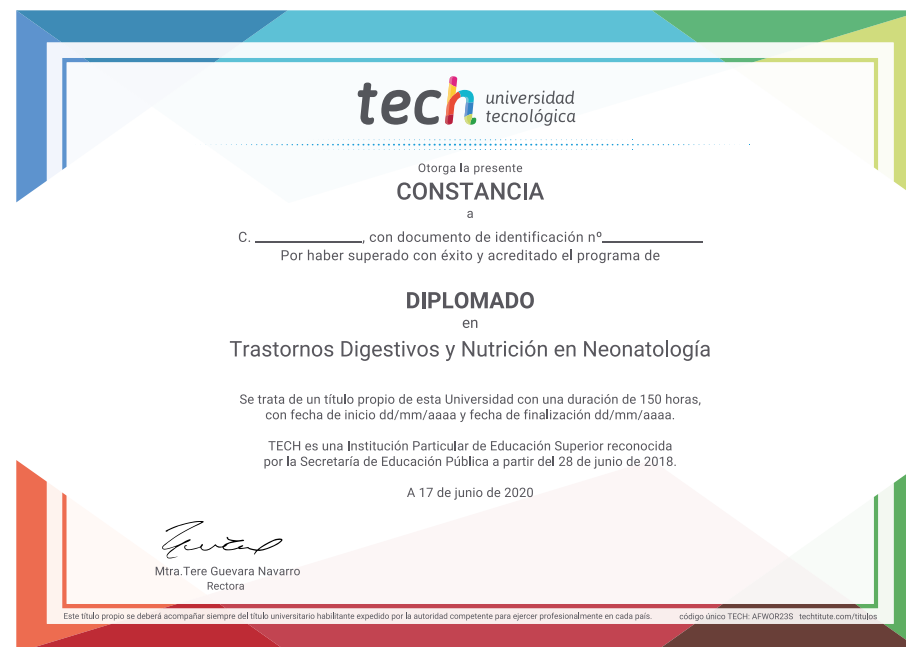 tech universidad
tecnológica
Otorga la presente
CONSTANCIA
a
C. ____________, con documento de identificación nº____________
Por haber superado con éxito y acreditado el programa de
DIPLOMADO
en
Trastornos Digestivos y Nutrición en Neonatología
Se trata de un título propio de esta Universidad con una duración de 150 horas,
con fecha de inicio dd/mm/aaaa y fecha de finalización dd/mm/aaaa.
TECH es una Institución Particular de Educación Superior reconocida
por la Secretaría de Educación Pública a partir del 28 de junio de 2018.
A 17 de junio de 2020
Mtra.Tere Guevara Navarro
Rectora
Este título propio se deberá acompañar siempre del título universitario habilitante expedido por la autoridad competente para ejercer profesionalmente en cada país. código único TECH: AFWOR23S techtitute.com/títulos